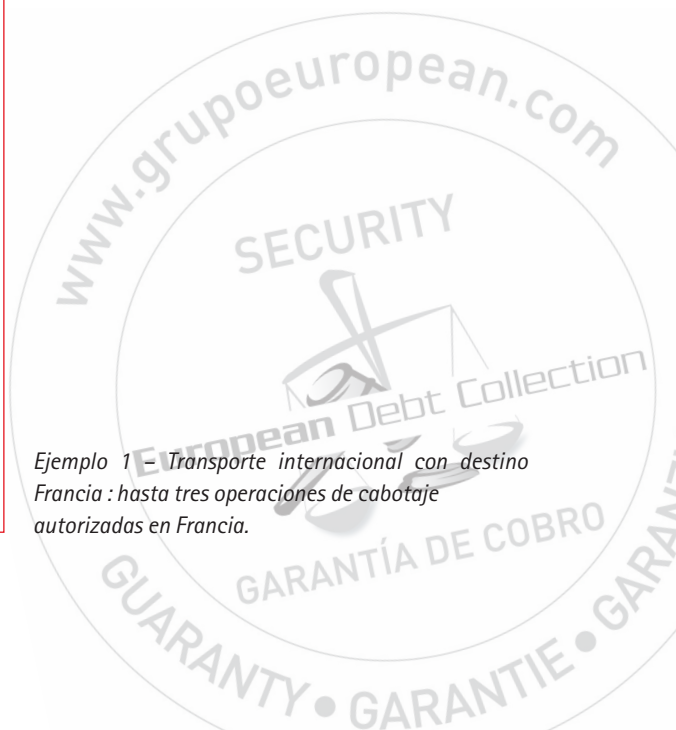 www.grupoeuropean.com
SECURITY
European Debt Collection
Ejemplo 1 – Transporte internacional con destino
Francia : hasta tres operaciones de cabotaje
autorizadas en Francia.
GARANTÍA DE COBRO
GUARANTY • GARANTIE •